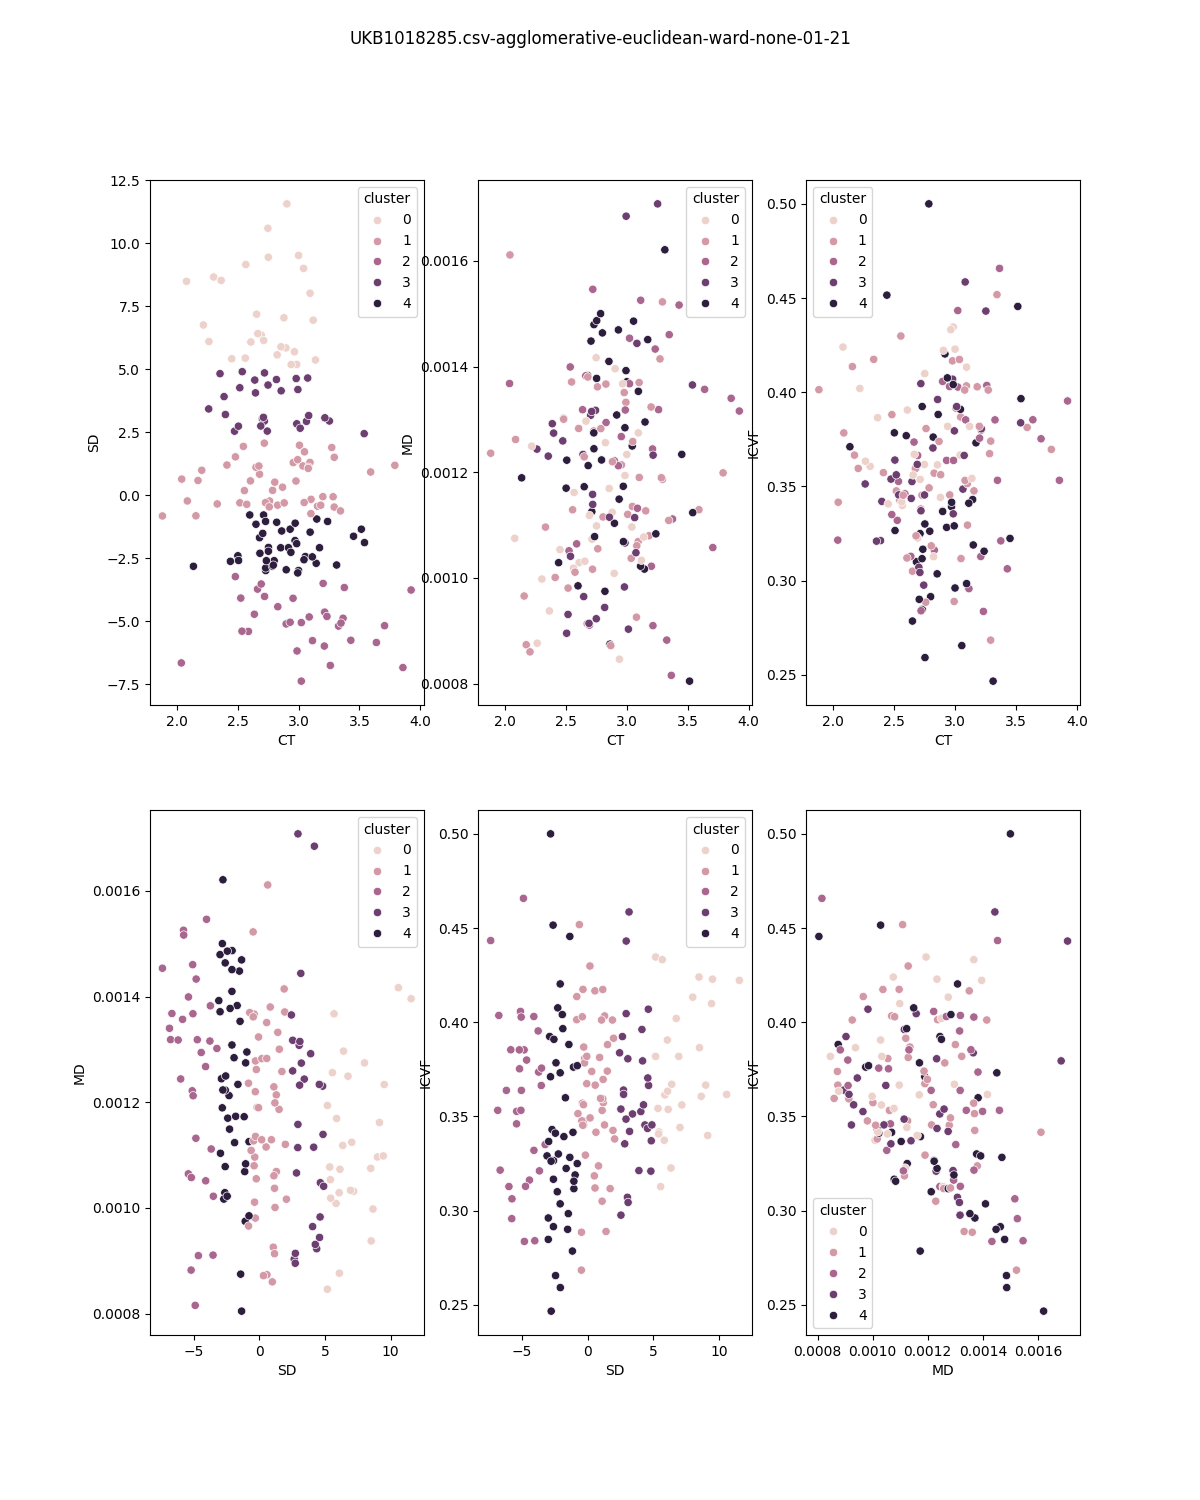 UKB1018285.csv-agglomerative-euclidean-ward-none-01-21
12.5
10.0
7.5
5.0
2.5
0.0
−2.5
−5.0
−7.5
SD
2.0 2.5 3.0 3.5 4.0
CT
cluster
0
1
2
3
4
0.0016
0.0014
0.0012
0.0010
0.0008
MD
2.0 2.5 3.0 3.5 4.0
CT
cluster
0
1
2
3
4
0.50
0.45
0.40
0.35
0.30
0.25
ICVF
2.0 2.5 3.0 3.5 4.0
CT
cluster
0
1
2
3
4
0.0016
0.0014
0.0012
0.0010
0.0008
MD
−5 0 5 10
SD
cluster
0
1
2
3
4
0.50
0.45
0.40
0.35
0.30
0.25
ICVF
−5 0 5 10
SD
cluster
0
1
2
3
4
0.50
0.45
0.40
0.35
0.30
0.25
ICVF
0.0008 0.0010 0.0012 0.0014 0.0016
MD
cluster
0
1
2
3
4